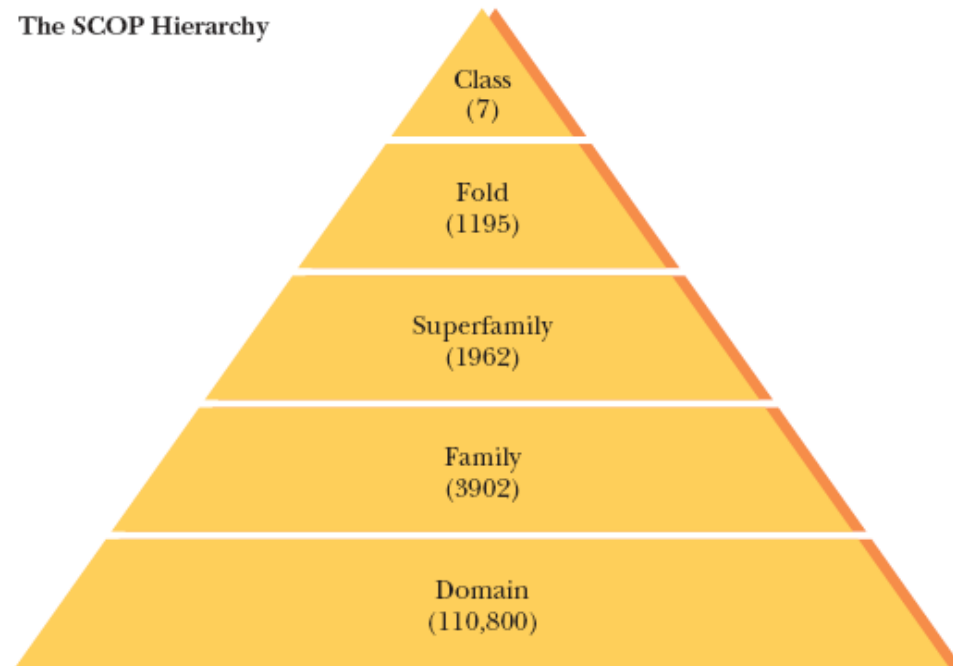 The SCOP Hierarchy
Class
(7)
Fold
(1195)
Superfamily
(1962)
Family
(3902)
Domain
(110,800)